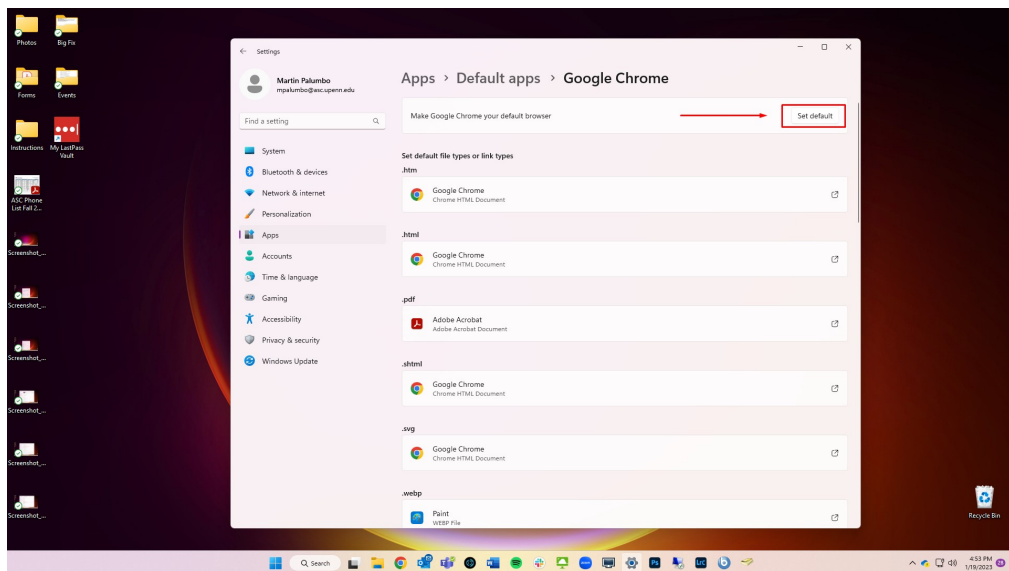 Photos
Big Fix
Forms
Events
Instructions
My LastPass
Vault
ASC Phone
List Fall 2...
Screenshot_...
Screenshot_...
Screenshot_...
Screenshot_...
Screenshot_...
Screenshot_...
Recycle Bin
Settings
Martin Palumbo
mpalumbo@asc.upenn.edu
Find a setting
System
Bluetooth & devices
Network & internet
Personalization
Apps
Accounts
Time & language
Gaming
Accessibility
Privacy & security
Windows Update
Apps > Default apps > Google Chrome
Make Google Chrome your default browser
Set default
Set default file types or link types
.htm
Google Chrome
Chrome HTML Document
.html
Google Chrome
Chrome HTML Document
.pdf
Adobe Acrobat
Adobe Acrobat Document
.shtml
Google Chrome
Chrome HTML Document
.svg
Google Chrome
Chrome HTML Document
.webp
Paint
WEBP File
Search
Ps
LrC
4:53 PM
1/19/2023
28